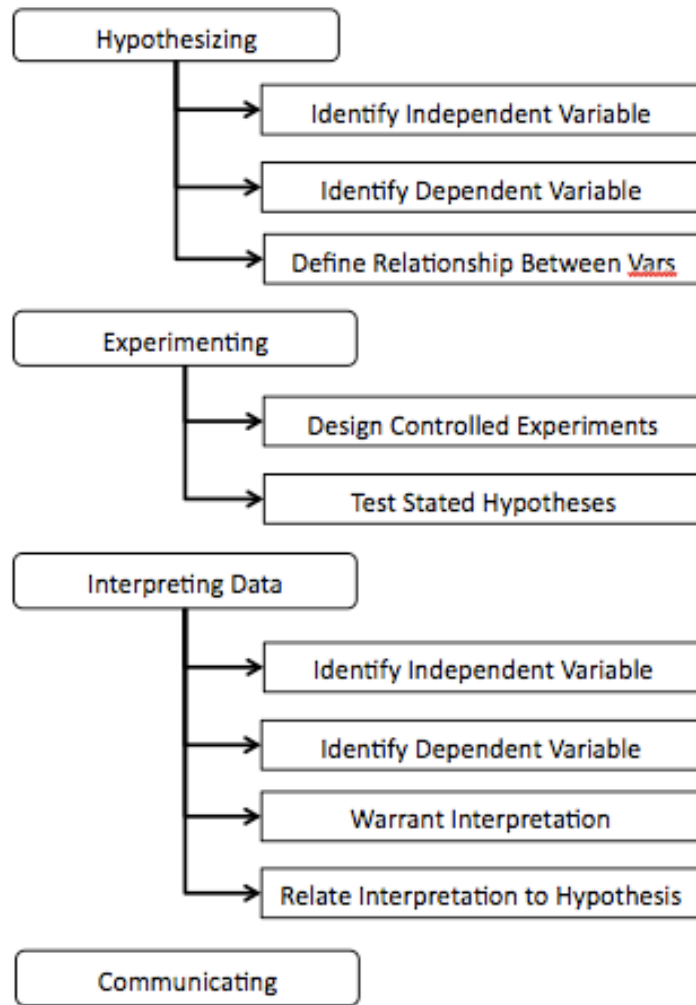 Hypothesizing
Identify Independent Variable
Identify Dependent Variable
Define Relationship Between Vars
Experimenting
Design Controlled Experiments
Test Stated Hypotheses
Interpreting Data
Identify Independent Variable
Identify Dependent Variable
Warrant Interpretation
Relate Interpretation to Hypothesis
Communicating